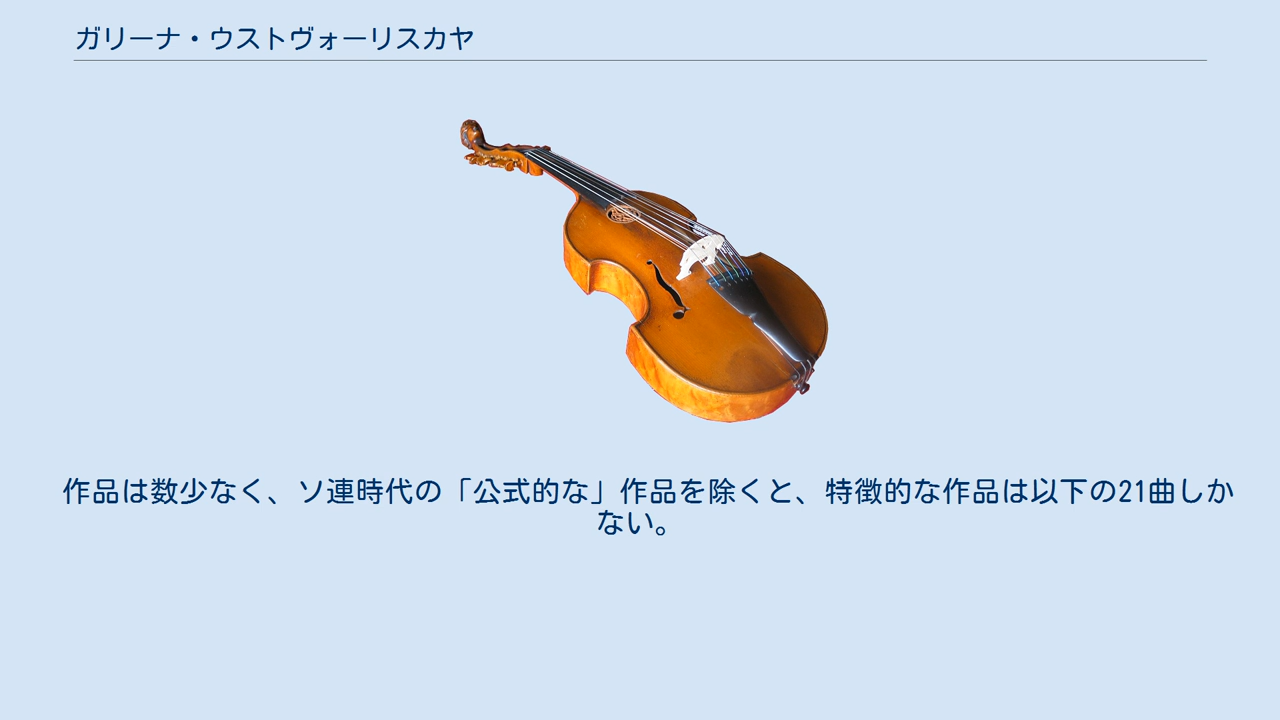 ガリーナ・ウストヴォーリスカヤ
作品は数少なく、ソ連時代の「公式的な」作品を除くと、特徴的な作品は以下の21曲しか
ない。